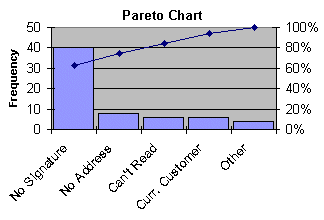 Pareto Chart
Frequency
50
40
30
20
10
0
100%
80%
60%
40%
20%
0%
No Signature
No Address
Can't Read
Curr. Customer
Other